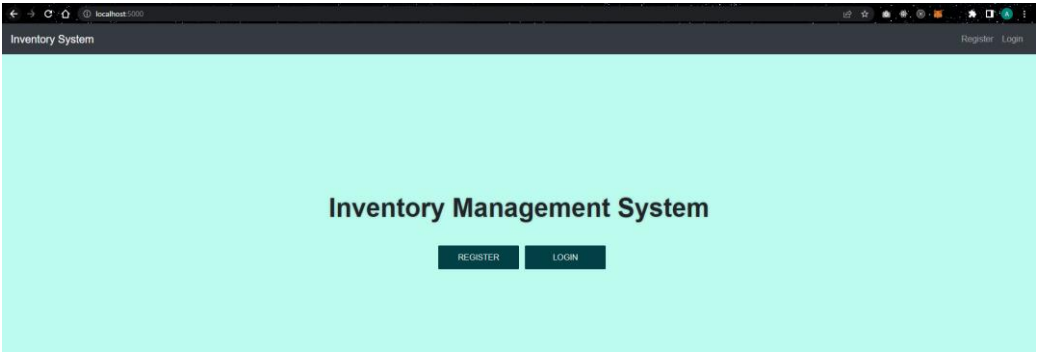 localhost:5000
Inventory System
Register Login
Inventory Management System
REGISTER LOGIN